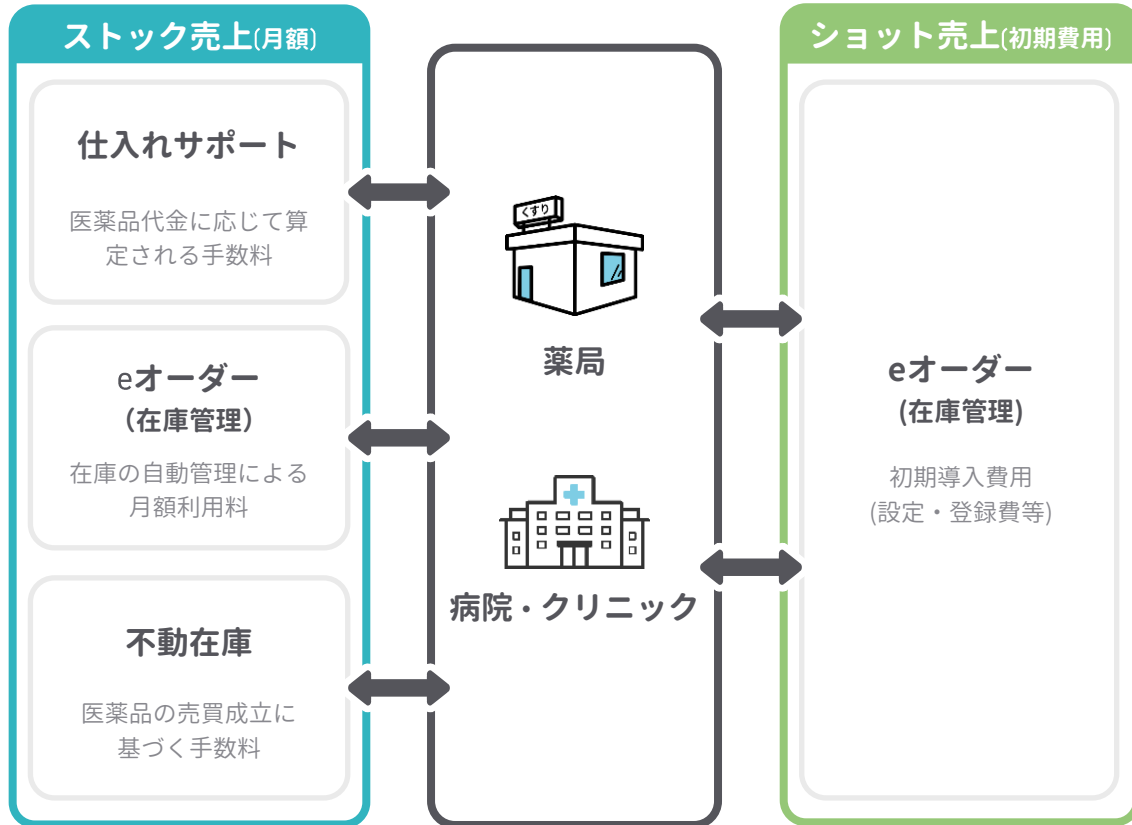 ストック売上(月額)
仕入れサポート
医薬品代金に応じて算
定される手数料
eオーダー
(在庫管理)
在庫の自動管理による
月額利用料
不動在庫
医薬品の売買成立に
基づく手数料
くすり
薬局
病院・クリニック
ショット売上(初期費用)
eオーダー
(在庫管理)
初期導入費用
(設定・登録費等)